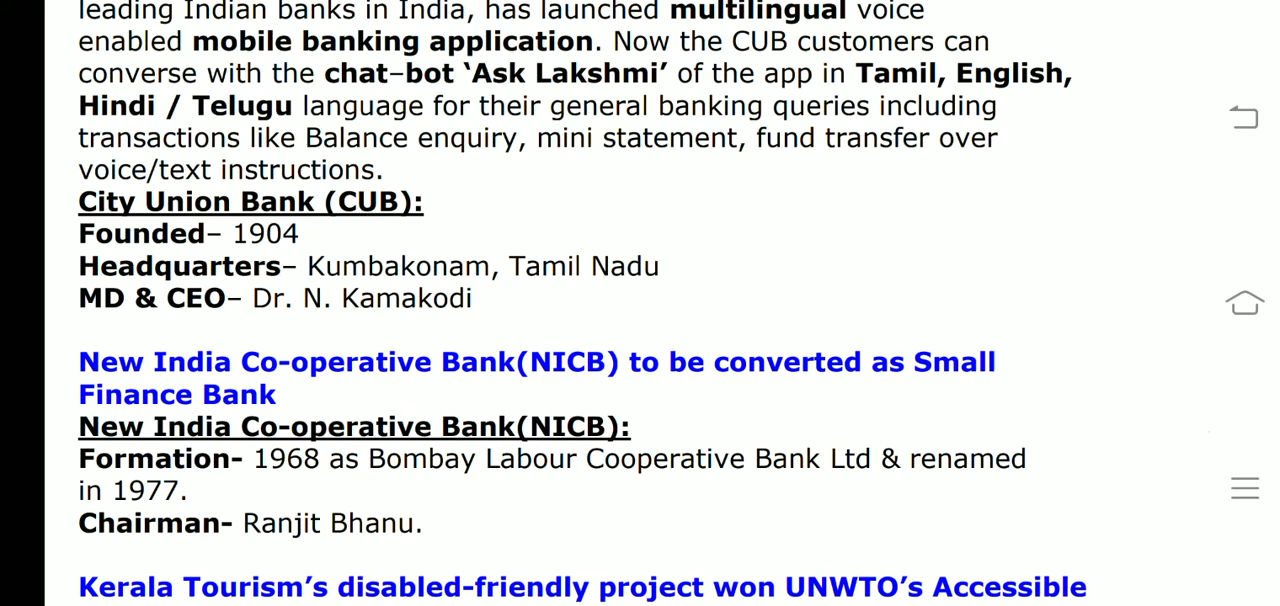 leading Indian banks in India, has launched multilingual voice
enabled mobile banking application. Now the CUB customers can
converse with the chat–bot ‘Ask Lakshmi’ of the app in Tamil, English,
Hindi / Telugu language for their general banking queries including
transactions like Balance enquiry, mini statement, fund transfer over
voice/text instructions.
City Union Bank (CUB):
Founded– 1904
Headquarters– Kumbakonam, Tamil Nadu
MD & CEO– Dr. N. Kamakodi
New India Co-operative Bank(NICB) to be converted as Small
Finance Bank
New India Co-operative Bank(NICB):
Formation- 1968 as Bombay Labour Cooperative Bank Ltd & renamed
in 1977.
Chairman- Ranjit Bhanu.
Kerala Tourism’s disabled-friendly project won UNWTO’s Accessible